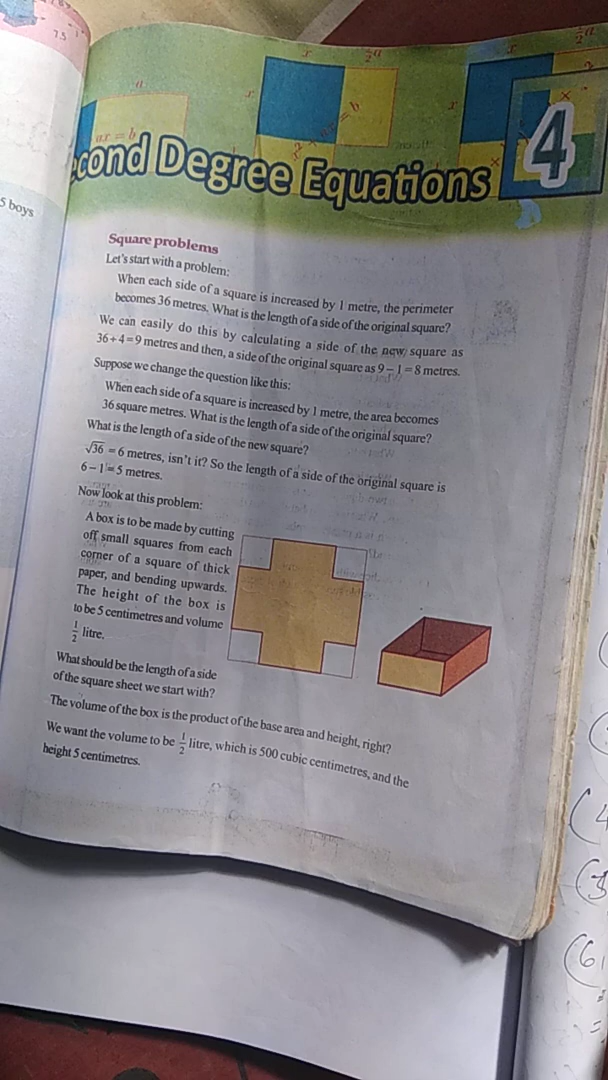 7.5
5 boys
a
ax = b
x
x
x
x
cond Degree Equations
4
Square problems
Let's start with a problem:
When each side of a square is increased by 1 metre, the perimeter
becomes 36 metres. What is the length of a side of the original square?
We can easily do this by calculating a side of the new square as
36 ÷ 4 = 9 metres and then, a side of the original square as 9 – 1 = 8 metres.
Suppose we change the question like this:
When each side of a square is increased by 1 metre, the area becomes
36 square metres. What is the length of a side of the original square?
What is the length of a side of the new square?
√36 = 6 metres, isn't it? So the length of a side of the original square is
6 – 1 = 5 metres.
Now look at this problem:
A box is to be made by cutting
off small squares from each
corner of a square of thick
paper, and bending upwards.
The height of the box is
to be 5 centimetres and volume
1/2 litre.
What should be the length of a side
of the square sheet we start with?
The volume of the box is the product of the base area and height, right?
We want the volume to be 1/2 litre, which is 500 cubic centimetres, and the
height 5 centimetres.
(4
(6